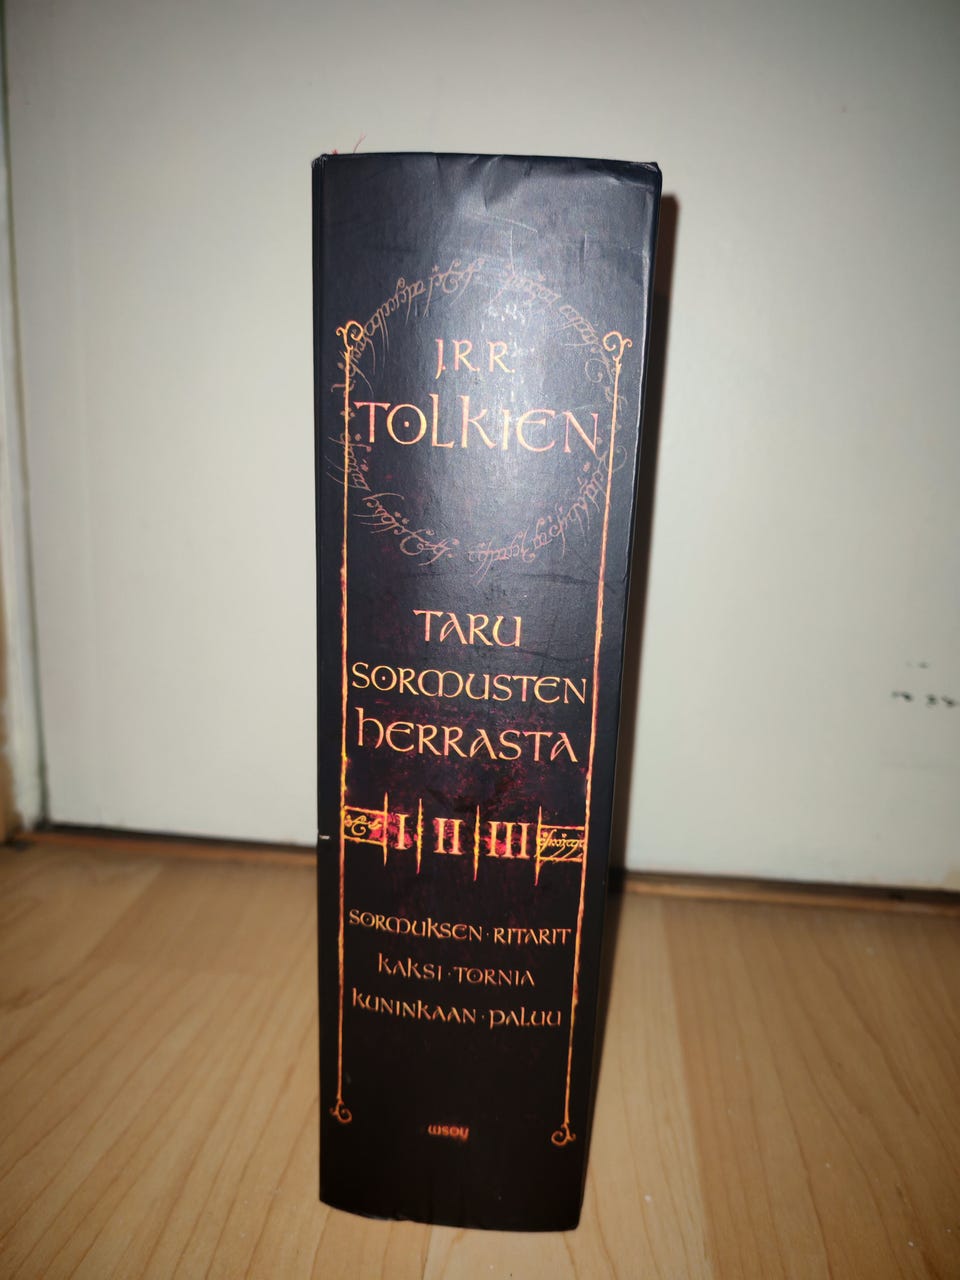 J.R.R.
TOLKIEN
TARU
SORMUSTEN
HERRASTA
I II III
SORMUKSEN · RITARIT
KAKSI · TORNIA
KUNINKAAN · PALUU
WSOY